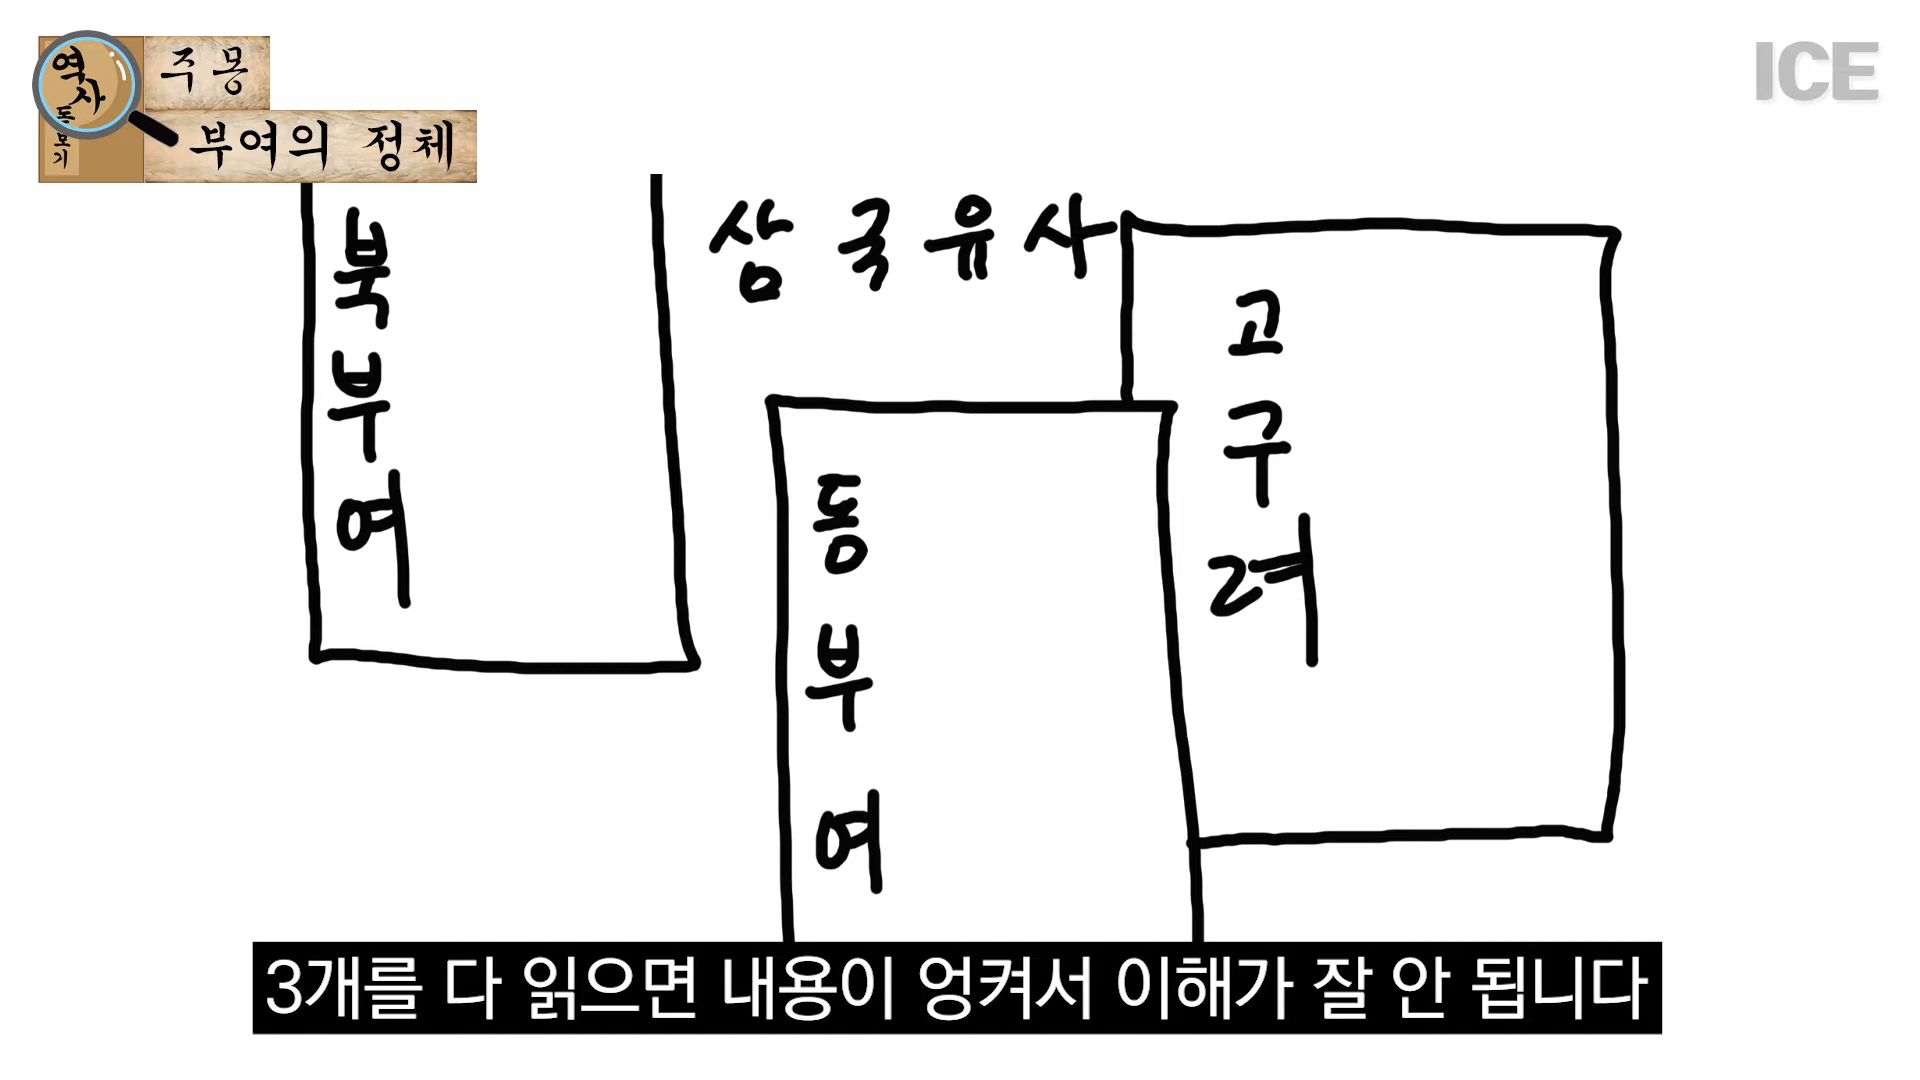 역사
돋보기
주몽
부여의 정체
ICE
북부여
삼국유사
고구려
동부여
3개를 다 읽으면 내용이 엉켜서 이해가 잘 안 됩니다